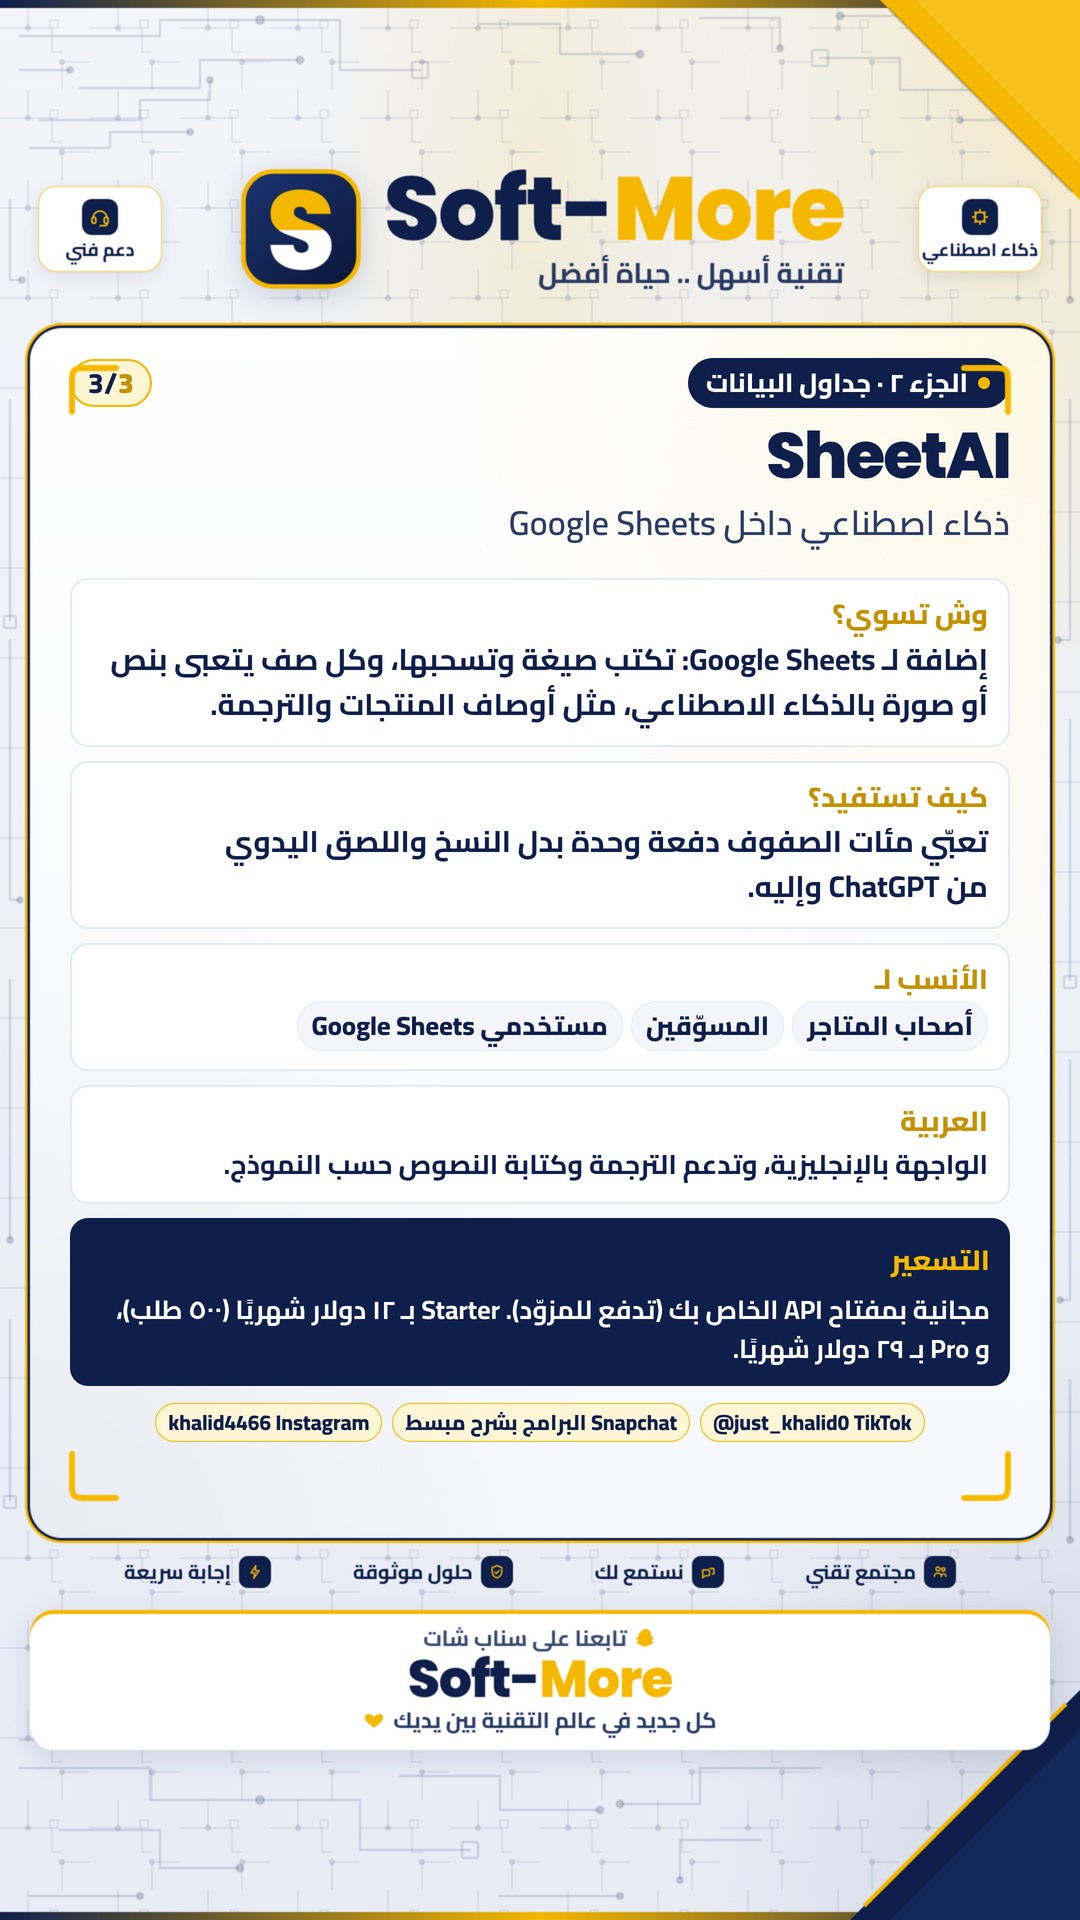 ذكاء اصطناعي
Soft-More
تقنية أسهل .. حياة أفضل
S
دعم فني
الجزء ٢ · جداول البيانات
3/3
SheetAI
ذكاء اصطناعي داخل Google Sheets
وش تسوي؟
إضافة لـ Google Sheets: تكتب صيغة وتسحبها، وكل صف يتعبى بنص
أو صورة بالذكاء الاصطناعي، مثل أوصاف المنتجات والترجمة.
كيف تستفيد؟
تعبّي مئات الصفوف دفعة وحدة بدل النسخ واللصق اليدوي
من ChatGPT وإليه.
الأنسب لـ
أصحاب المتاجر المسوّقين مستخدمي Google Sheets
العربية
الواجهة بالإنجليزية، وتدعم الترجمة وكتابة النصوص حسب النموذج.
التسعير
مجانية بمفتاح API الخاص بك (تدفع للمزوّد). Starter بـ ١٢ دولار شهريًا (٥٠٠ طلب)،
و Pro بـ ٢٩ دولار شهريًا.
@just_khalid0 TikTok
Snapchat البرامج بشرح مبسط
khalid4466 Instagram
مجتمع تقني
نستمع لك
حلول موثوقة
إجابة سريعة
تابعنا على سناب شات
Soft-More
كل جديد في عالم التقنية بين يديك